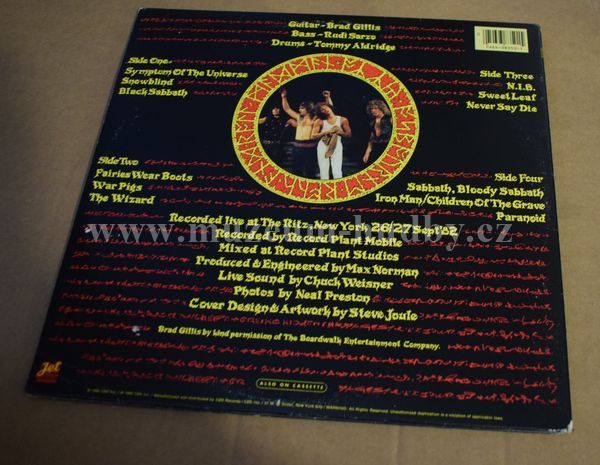 Guitar-Brad Gillis
Bass-Rudi Sarzo
Drums-Tommy Aldridge
Side One-
Symptom Of The Universe
Snowblind
Black Sabbath
Side Three
N.I.B.
Sweet Leaf
Never Say Die
Side Two
Fairies Wear Boots
War Pigs
The Wizard
Side Four
Sabbath, Bloody Sabbath
Iron Man/Children Of The Grave
Paranoid
Recorded live at The Ritz, New York 26/27 Sept '82
Recorded by Record Plant Mobile
Mixed at Record Plant Studios
Produced & Engineered by Max Norman
Live Sound by Chuck Weisner
Photos by Neal Preston
Cover Design & Artwork by Steve Joule
Brad Gillis by kind permission of The Boardwalk Entertainment Company.
Jet
ALSO ON CASSETTE